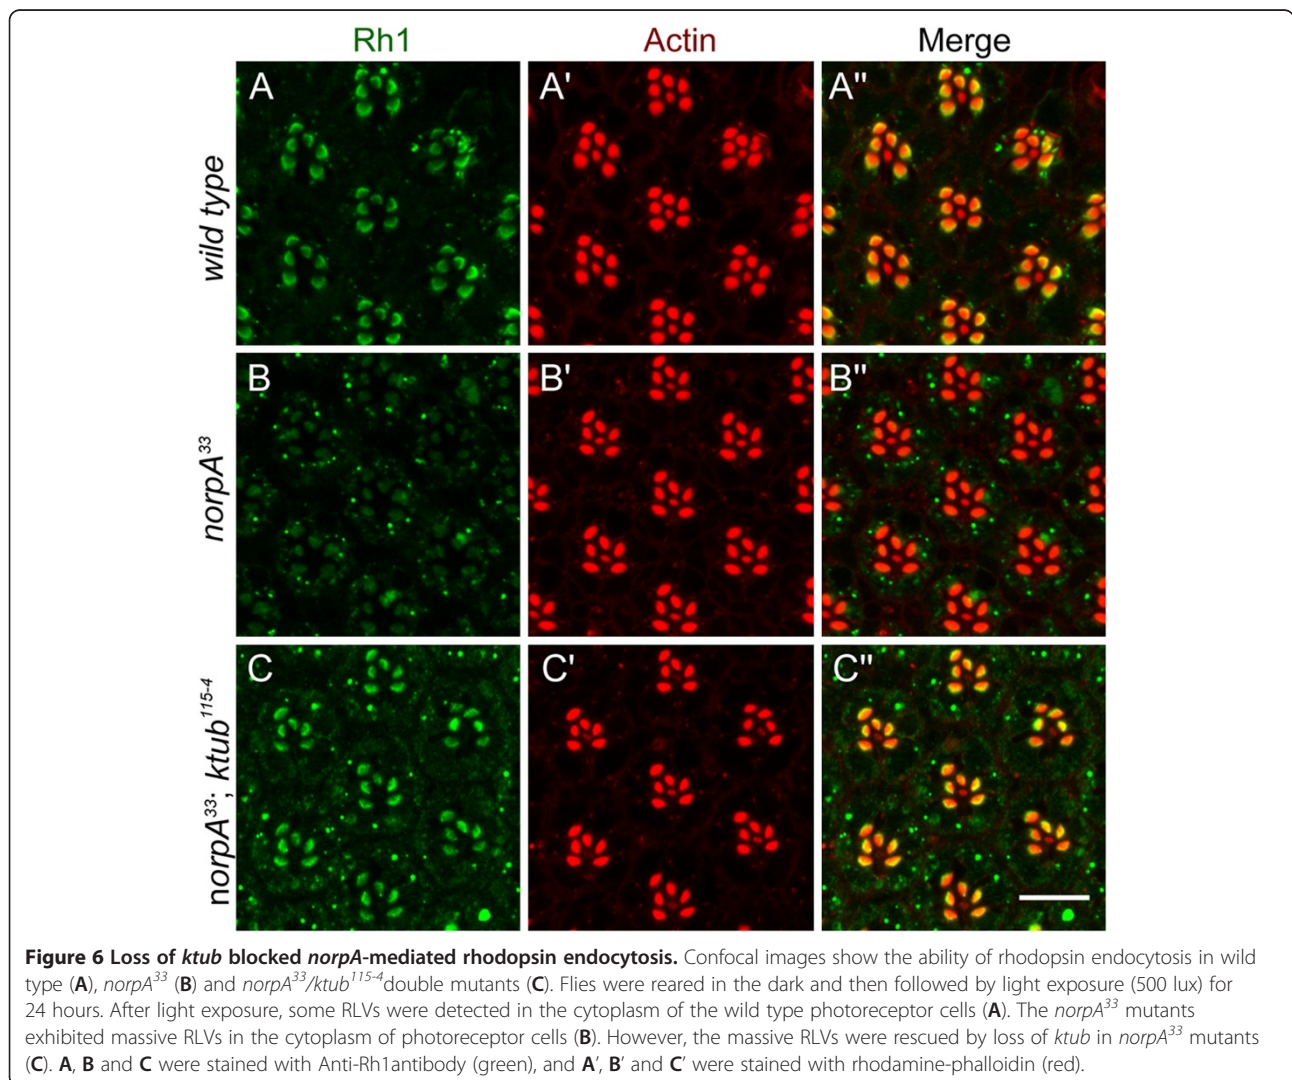 Rh1 Actin Merge
wild type
A A' A"
norpA³³
B B' B"
norpA³³; ktub¹¹⁵⁻⁴
C C' C"
Figure 6 Loss of ktub blocked norpA-mediated rhodopsin endocytosis. Confocal images show the ability of rhodopsin endocytosis in wild
type (A), norpA³³ (B) and norpA³³/ktub¹¹⁵⁻⁴double mutants (C). Flies were reared in the dark and then followed by light exposure (500 lux) for
24 hours. After light exposure, some RLVs were detected in the cytoplasm of the wild type photoreceptor cells (A). The norpA³³ mutants
exhibited massive RLVs in the cytoplasm of photoreceptor cells (B). However, the massive RLVs were rescued by loss of ktub in norpA³³ mutants
(C). A, B and C were stained with Anti-Rh1antibody (green), and A′, B′ and C′ were stained with rhodamine-phalloidin (red).